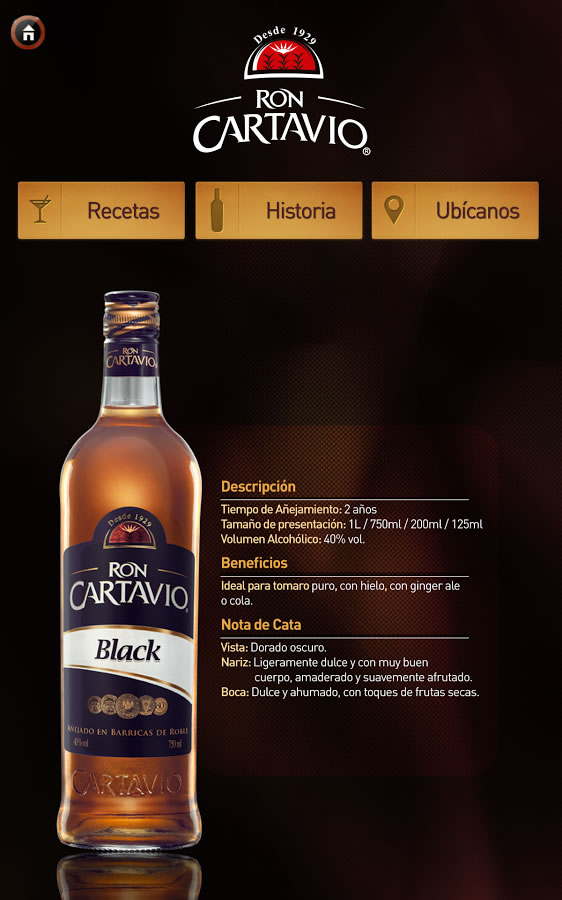 Desde 1929
RON
CARTAVIO®
Recetas
Historia
Ubícanos
RON
CARTAVIO
Descripción
Tiempo de Añejamiento: 2 años
Tamaño de presentación: 1L / 750ml / 200ml / 125ml
Volumen Alcohólico: 40% vol.
Beneficios
Ideal para tomaro puro, con hielo, con ginger ale
o cola.
Nota de Cata
Vista: Dorado oscuro.
Nariz: Ligeramente dulce y con muy buen
cuerpo, amaderado y suavemente afrutado.
Boca: Dulce y ahumado, con toques de frutas secas.
Desde 1929
RON
CARTAVIO
Black
AÑEJADO EN BARRICAS DE ROBLE
40%vol. 750 ml
CARTAVIO